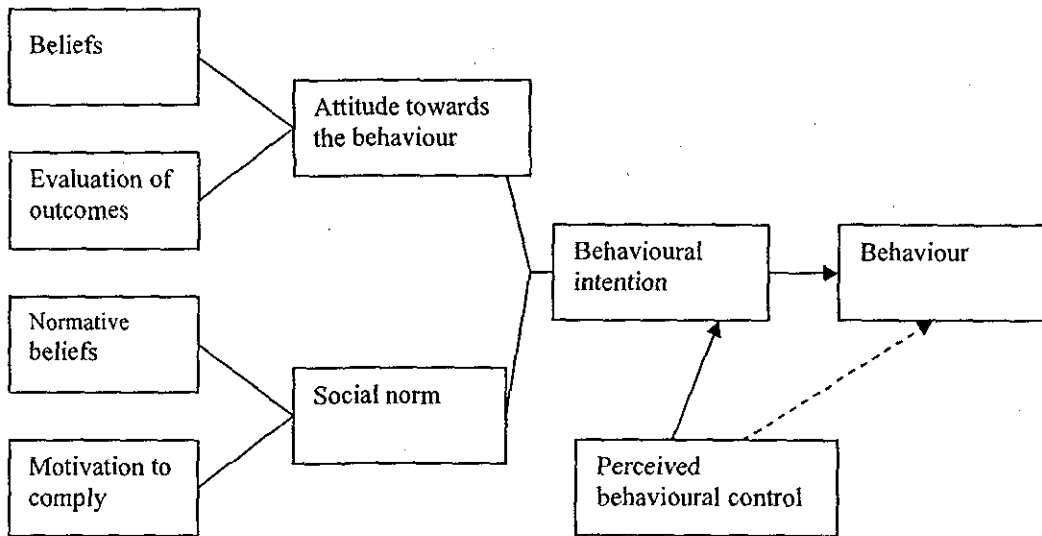 Beliefs
Evaluation of
outcomes
Attitude towards
the behaviour
Normative
beliefs
Motivation to
comply
Social norm
Behavioural
intention
Behaviour
Perceived
behavioural control